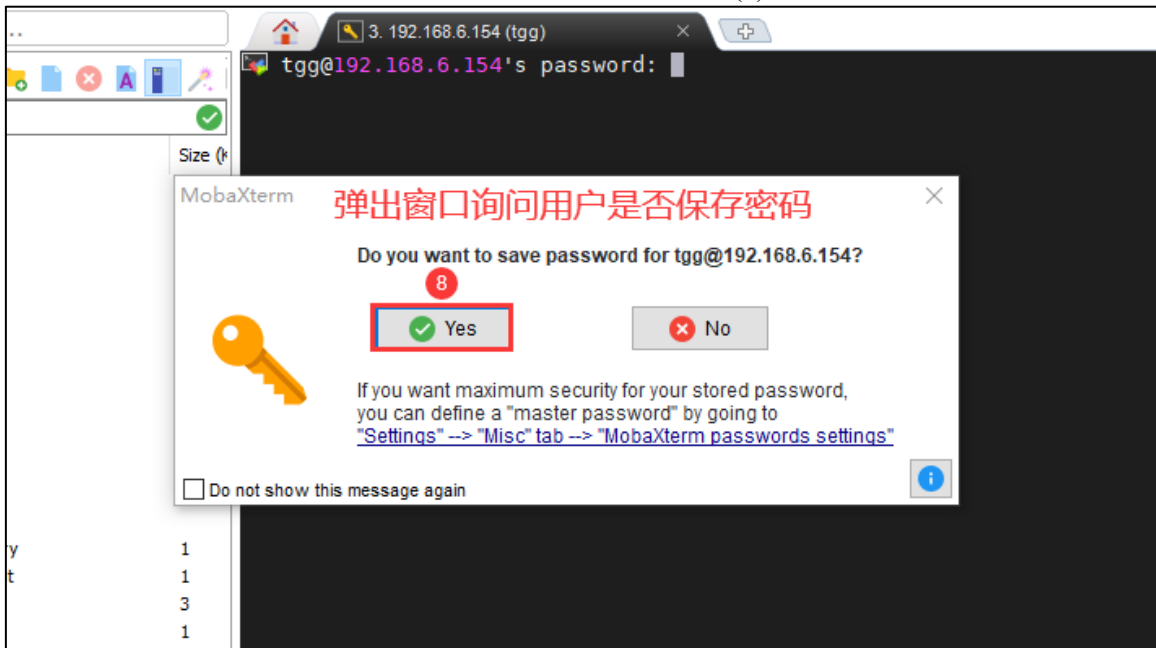 ..
3. 192.168.6.154 (tgg)
tgg@192.168.6.154's password:
A
Size (K
MobaXterm
弹出窗口询问用户是否保存密码
Do you want to save password for tgg@192.168.6.154?
8
Yes
No
If you want maximum security for your stored password,
you can define a "master password" by going to
"Settings" --> "Misc" tab --> "MobaXterm passwords settings"
Do not show this message again
y 1
t 1
3
1